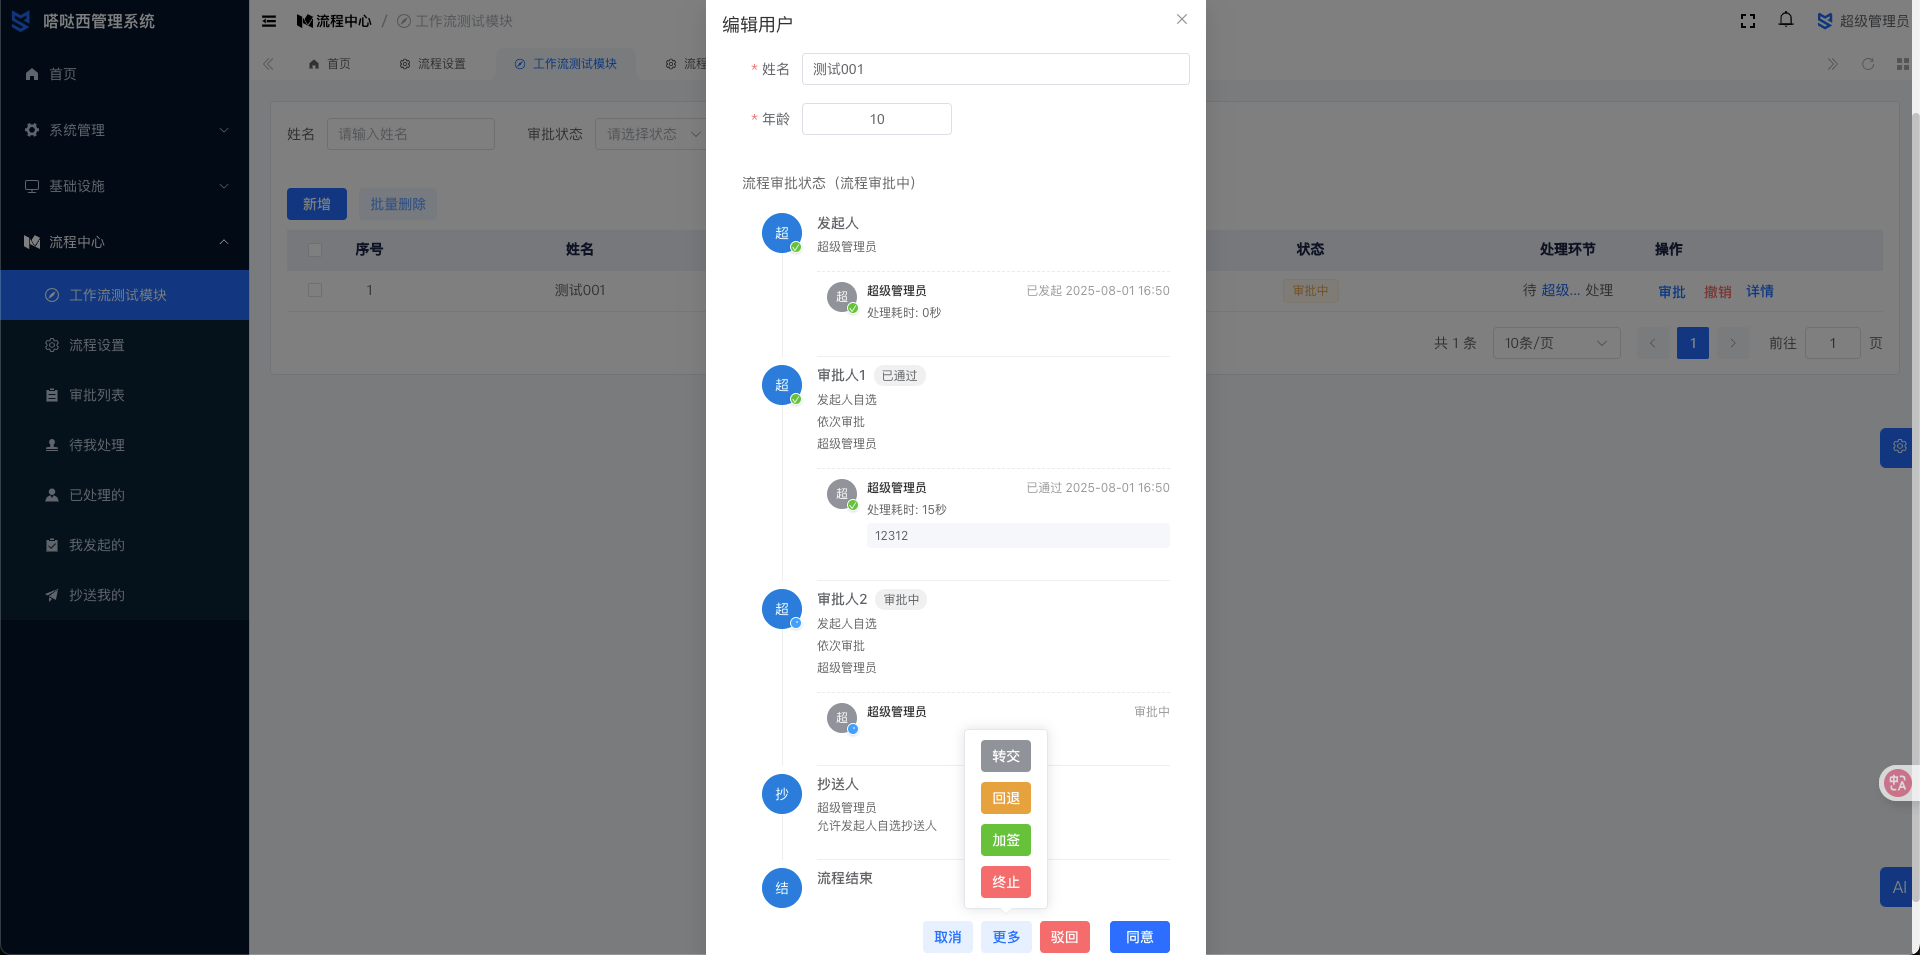 嗒哒西管理系统
首页
系统管理
基础设施
流程中心
工作流测试模块
流程设置
审批列表
待我处理
已处理的
我发起的
抄送我的
流程中心 / 工作流测试模块
超级管理员
首页
流程设置
工作流测试模块
流程
姓名 请输入姓名
审批状态 请选择状态
新增
批量删除
序号 姓名 状态 处理环节 操作
1 测试001 审批中 待 超级... 处理 审批 撤销 详情
共 1 条 10条/页 1 前往 1 页
AI
编辑用户
* 姓名 测试001
* 年龄 10
流程审批状态（流程审批中）
超 发起人
超级管理员
超 超级管理员 已发起 2025-08-01 16:50
处理耗时: 0秒
超 审批人1 已通过
发起人自选
依次审批
超级管理员
超 超级管理员 已通过 2025-08-01 16:50
处理耗时: 15秒
12312
超 审批人2 审批中
发起人自选
依次审批
超级管理员
超 超级管理员 审批中
抄 抄送人
超级管理员
允许发起人自选抄送人
结 流程结束
转交
回退
加签
终止
取消 更多 驳回 同意